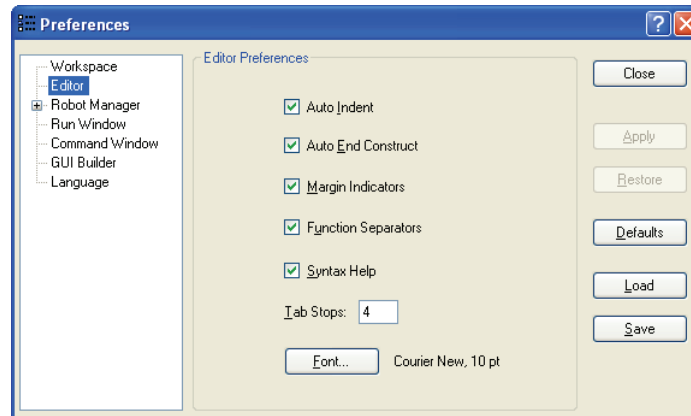 Preferences
Workspace
Editor
Robot Manager
Run Window
Command Window
GUI Builder
Language
Editor Preferences
Auto Indent
Auto End Construct
Margin Indicators
Function Separators
Syntax Help
Tab Stops: 4
Font... Courier New, 10 pt
Close
Apply
Restore
Defaults
Load
Save